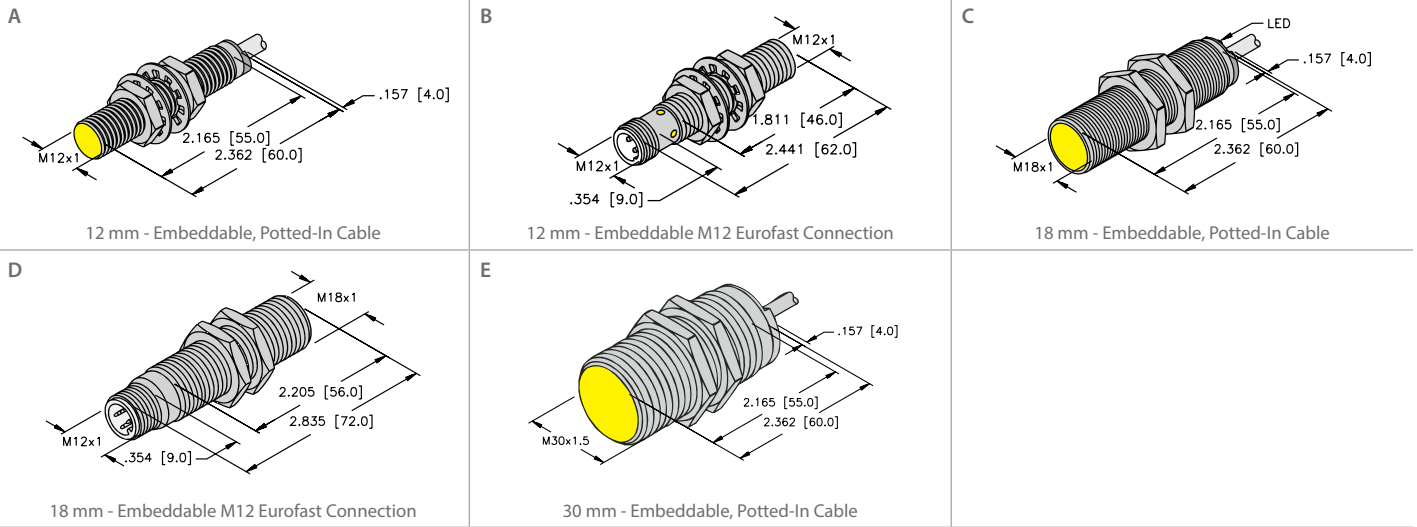 A
M12x1
2.165 [55.0]
2.362 [60.0]
.157 [4.0]
12 mm - Embeddable, Potted-In Cable
B
M12x1
1.811 [46.0]
2.441 [62.0]
M12x1
.354 [9.0]
12 mm - Embeddable M12 Eurofast Connection
C
LED
.157 [4.0]
2.165 [55.0]
2.362 [60.0]
M18x1
18 mm - Embeddable, Potted-In Cable
D
M18x1
2.205 [56.0]
2.835 [72.0]
M12x1
.354 [9.0]
18 mm - Embeddable M12 Eurofast Connection
E
.157 [4.0]
2.165 [55.0]
2.362 [60.0]
M30x1.5
30 mm - Embeddable, Potted-In Cable